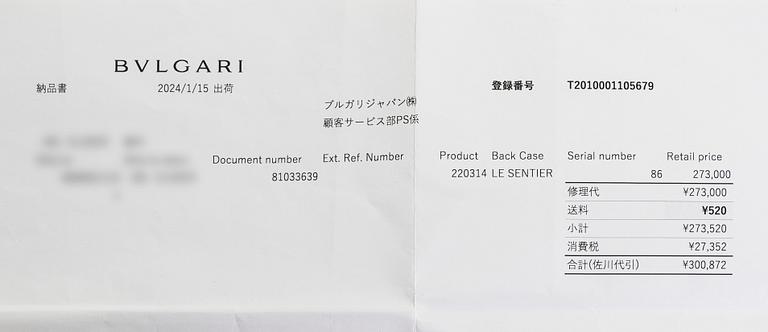 BVLGARI
納品書 2024/1/15 出荷 登録番号 T2010001105679
ブルガリジャパン㈱
顧客サービス部PS係
Document number Ext. Ref. Number Product Back Case Serial number Retail price
81033639 220314 LE SENTIER 86 273,000
修理代 ¥273,000
送料 ¥520
小計 ¥273,520
消費税 ¥27,352
合計(佐川代引) ¥300,872